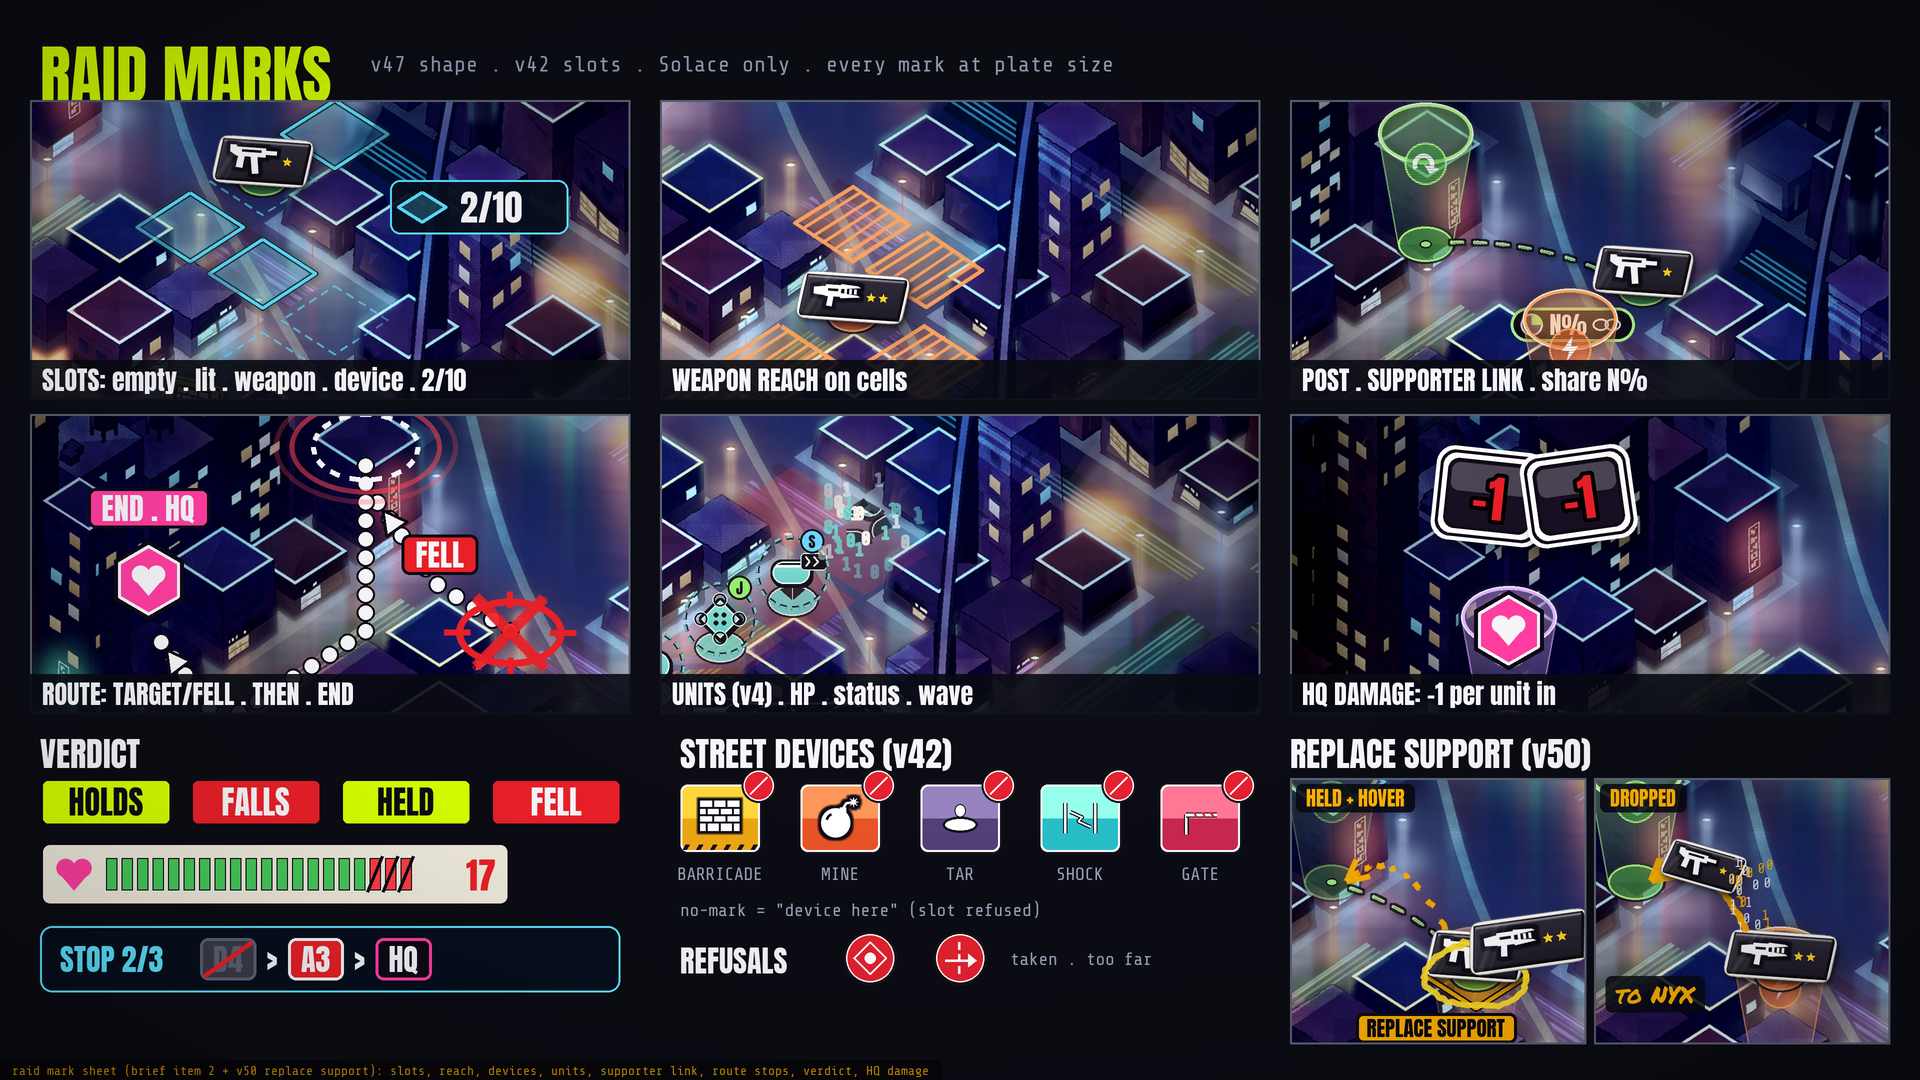 RAID MARKS
v47 shape . v42 slots . Solace only . every mark at plate size
2/10
SLOTS: empty . lit . weapon . device . 2/10
WEAPON REACH on cells
N%
POST . SUPPORTER LINK . share N%
END . HQ
FELL
ROUTE: TARGET/FELL . THEN . END
S
J
UNITS (v4) . HP . status . wave
-1
-1
HQ DAMAGE: -1 per unit in
VERDICT
HOLDS
FALLS
HELD
FELL
17
STOP 2/3
D4
>
A3
>
HQ
STREET DEVICES (v42)
BARRICADE
MINE
TAR
SHOCK
GATE
no-mark = "device here" (slot refused)
REFUSALS
taken . too far
REPLACE SUPPORT (v50)
HELD + HOVER
REPLACE SUPPORT
DROPPED
TO NYX
raid mark sheet (brief item 2 + v50 replace support): slots, reach, devices, units, supporter link, route stops, verdict, HQ damage